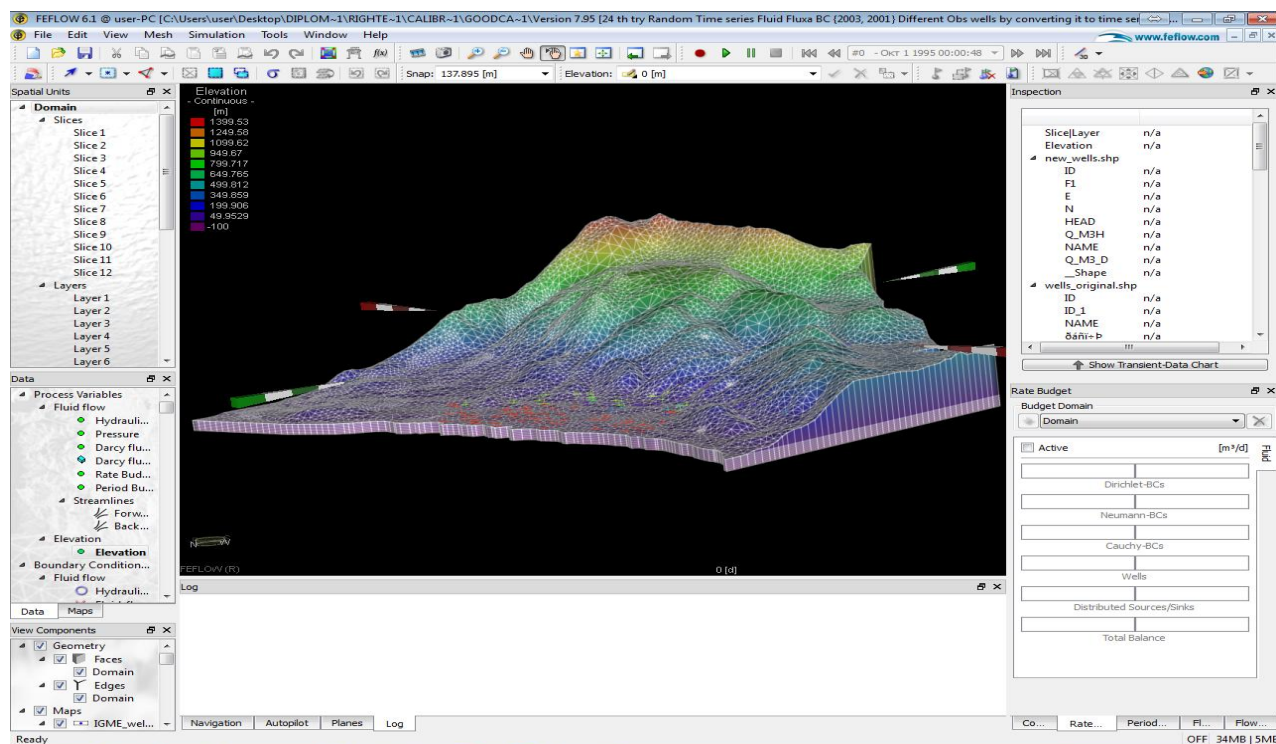 FEFLOW 6.1 @ user-PC [C:\Users\user\Desktop\DIPLOM~1\RIGHTE~1\CALIBR~1\GOODCA~1\Version 7.95 [24 th try Random Time series Fluid Fluxa BC {2003, 2001} Different Obs wells by converting it to time ser
File Edit View Mesh Simulation Tools Window Help
www.feflow.com
#0 - Окт 1 1995 00:00:48
Snap: 137.895 [m]
Elevation: 0 [m]
Spatial Units
Domain
Slices
Slice 1
Slice 2
Slice 3
Slice 4
Slice 5
Slice 6
Slice 7
Slice 8
Slice 9
Slice 10
Slice 11
Slice 12
Layers
Layer 1
Layer 2
Layer 3
Layer 4
Layer 5
Layer 6
Data
Process Variables
Fluid flow
Hydrauli...
Pressure
Darcy flu...
Darcy flu...
Rate Bud...
Period Bu...
Streamlines
Forw...
Back...
Elevation
Elevation
Boundary Condition...
Fluid flow
Hydrauli...
Data Maps
View Components
Geometry
Faces
Domain
Edges
Domain
Maps
IGME_wel...
Elevation
- Continuous -
[m]
1399.53
1249.58
1099.62
949.67
799.717
649.765
499.812
349.859
199.906
49.9529
-100
FEFLOW (R)
0 [d]
Log
Navigation Autopilot Planes Log
Inspection
Slice|Layer n/a
Elevation n/a
new_wells.shp
ID n/a
F1 n/a
E n/a
N n/a
HEAD n/a
Q_M3H n/a
NAME n/a
Q_M3_D n/a
__Shape n/a
wells_original.shp
ID n/a
ID_1 n/a
NAME n/a
ðáñï÷Þ n/a
Show Transient-Data Chart
Rate Budget
Budget Domain
Domain
Active [m³/d]
Fluid
Dirichlet-BCs
Neumann-BCs
Cauchy-BCs
Wells
Distributed Sources/Sinks
Total Balance
Co... Rate... Period... Fl... Flow...
Ready
OFF 34MB | 5MB